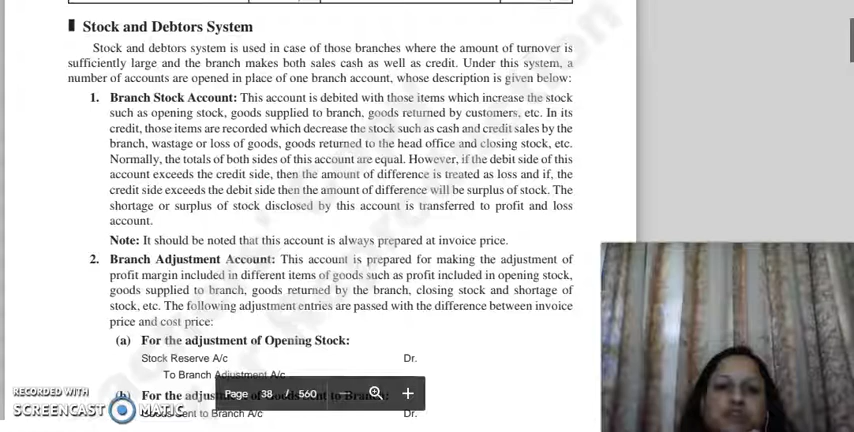 Stock and Debtors System
Stock and debtors system is used in case of those branches where the amount of turnover is
sufficiently large and the branch makes both sales cash as well as credit. Under this system, a
number of accounts are opened in place of one branch account, whose description is given below:
1. Branch Stock Account: This account is debited with those items which increase the stock
such as opening stock, goods supplied to branch, goods returned by customers, etc. In its
credit, those items are recorded which decrease the stock such as cash and credit sales by the
branch, wastage or loss of goods, goods returned to the head office and closing stock, etc.
Normally, the totals of both sides of this account are equal. However, if the debit side of this
account exceeds the credit side, then the amount of difference is treated as loss and if, the
credit side exceeds the debit side then the amount of difference will be surplus of stock. The
shortage or surplus of stock disclosed by this account is transferred to profit and loss
account.
Note: It should be noted that this account is always prepared at invoice price.
2. Branch Adjustment Account: This account is prepared for making the adjustment of
profit margin included in different items of goods such as profit included in opening stock,
goods supplied to branch, goods returned by the branch, closing stock and shortage of
stock, etc. The following adjustment entries are passed with the difference between invoice
price and cost price:
(a) For the adjustment of Opening Stock:
Stock Reserve A/c Dr.
To Branch Adjustment A/c
(b) For the adjus
Page 38 / 560
Sent to Branch A/c Dr.
RECORDED WITH
SCREENCAST MATIC